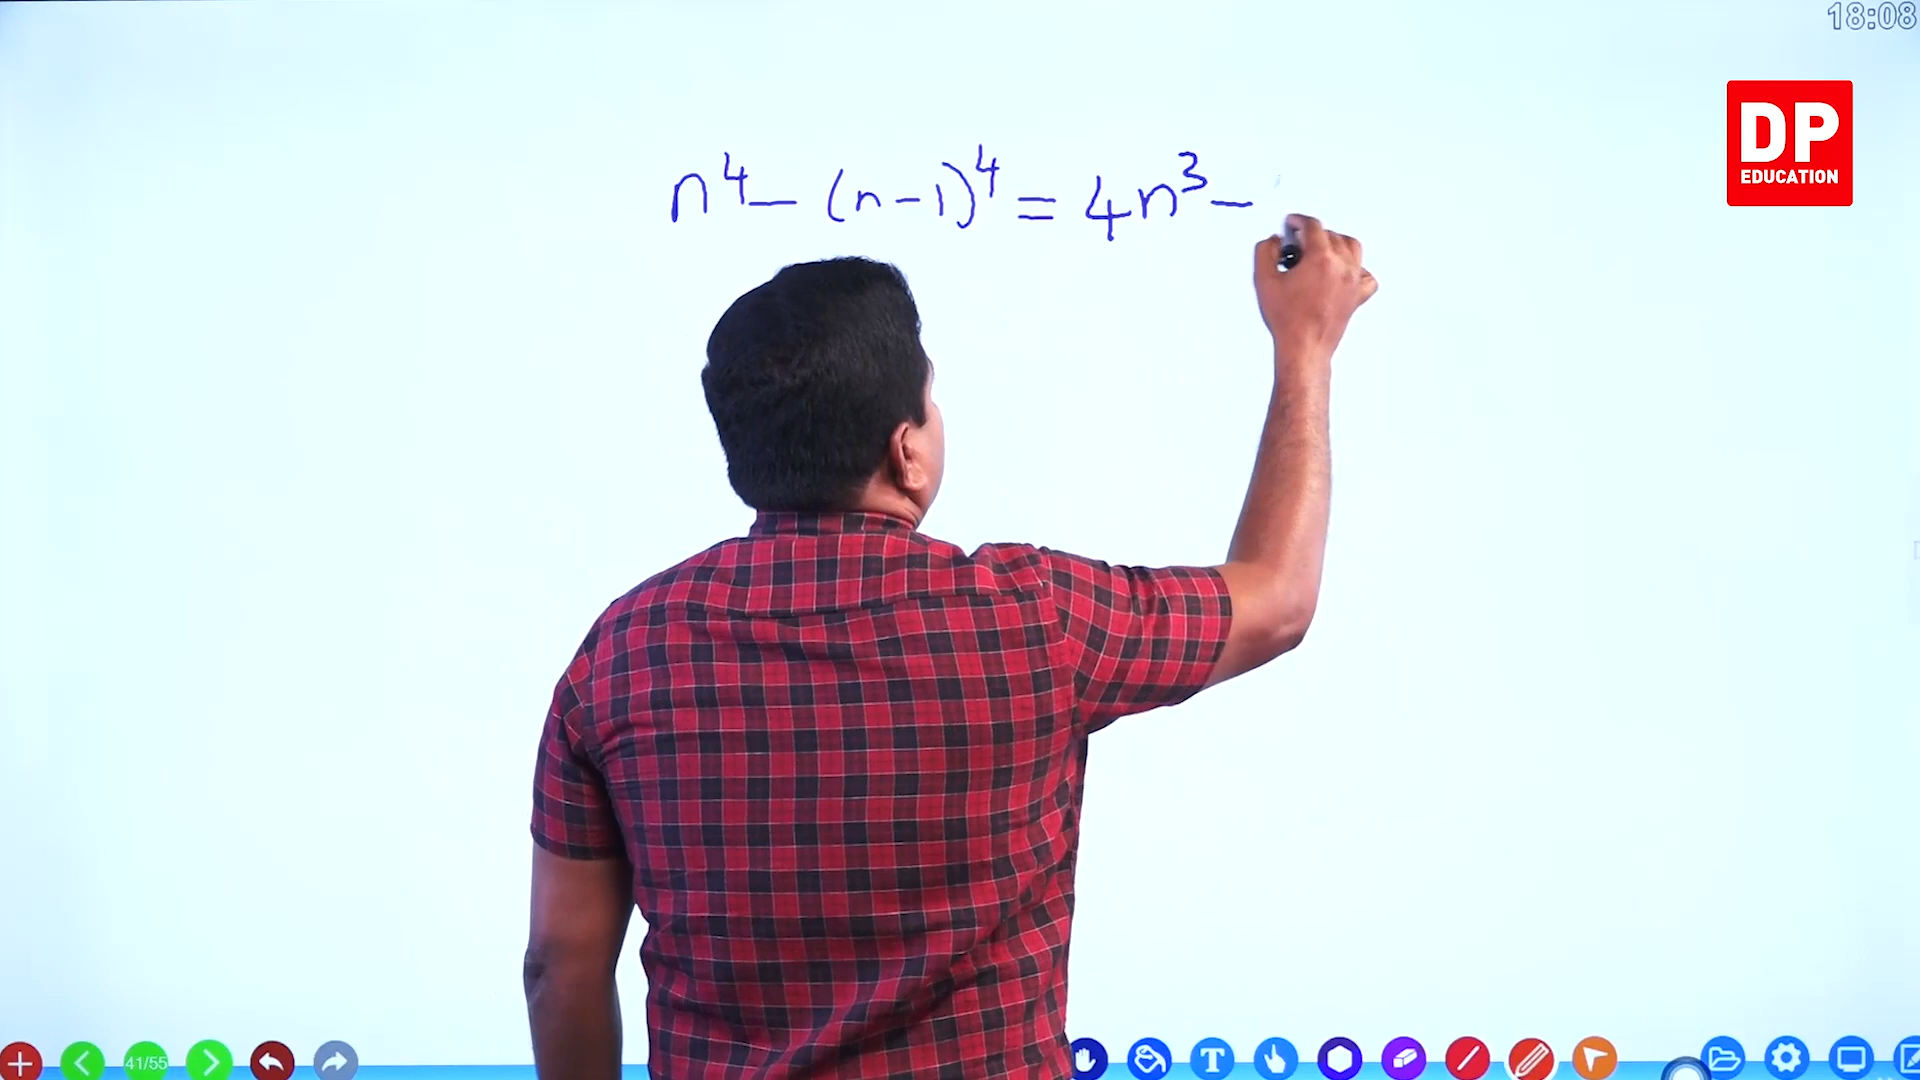 18:08
DP
EDUCATION
n⁴ – (n – 1)⁴ = 4n³ –
41/55
T